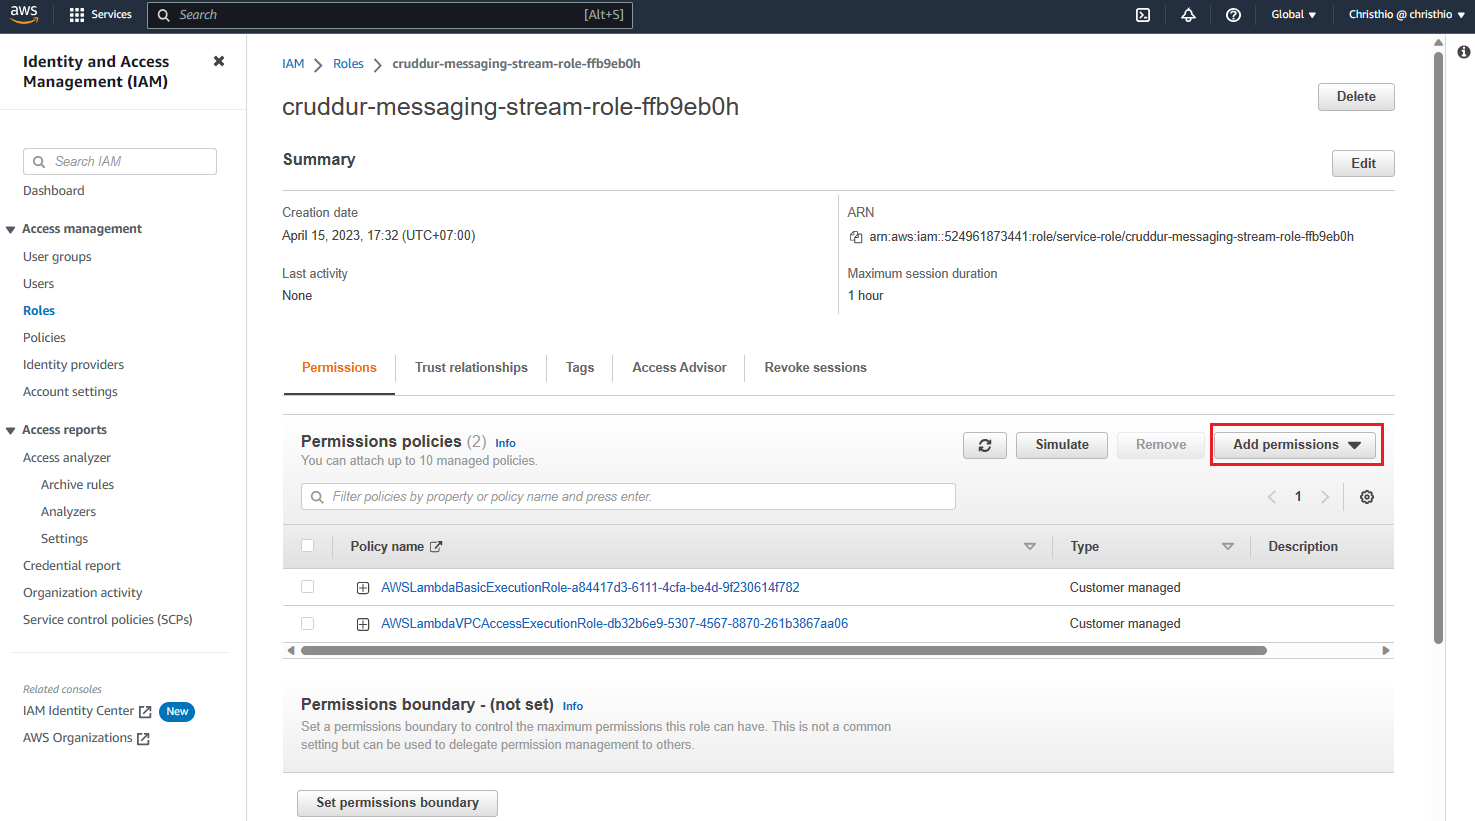 aws
Services
Search [Alt+S]
Global
Christhio @ christhio
Identity and Access Management (IAM)
Search IAM
Dashboard
Access management
User groups
Users
Roles
Policies
Identity providers
Account settings
Access reports
Access analyzer
Archive rules
Analyzers
Settings
Credential report
Organization activity
Service control policies (SCPs)
Related consoles
IAM Identity Center New
AWS Organizations
IAM Roles cruddur-messaging-stream-role-ffb9eb0h
cruddur-messaging-stream-role-ffb9eb0h
Delete
Summary
Edit
Creation date
April 15, 2023, 17:32 (UTC+07:00)
ARN
arn:aws:iam::524961873441:role/service-role/cruddur-messaging-stream-role-ffb9eb0h
Last activity
None
Maximum session duration
1 hour
Permissions Trust relationships Tags Access Advisor Revoke sessions
Permissions policies (2) Info
You can attach up to 10 managed policies.
Simulate Remove Add permissions
Filter policies by property or policy name and press enter.
1
Policy name Type Description
AWSLambdaBasicExecutionRole-a84417d3-6111-4cfa-be4d-9f230614f782 Customer managed
AWSLambdaVPCAccessExecutionRole-db32b6e9-5307-4567-8870-261b3867aa06 Customer managed
Permissions boundary - (not set) Info
Set a permissions boundary to control the maximum permissions this role can have. This is not a common
setting but can be used to delegate permission management to others.
Set permissions boundary